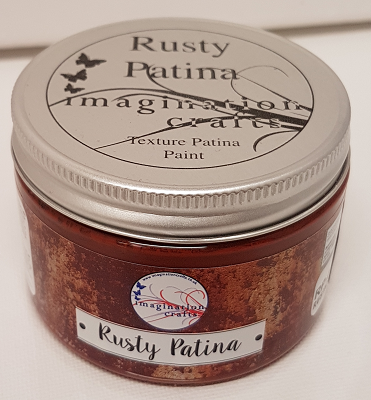 Rusty
Patina
imagination
crafts
Texture Patina
Paint
imagination
crafts
Rusty Patina